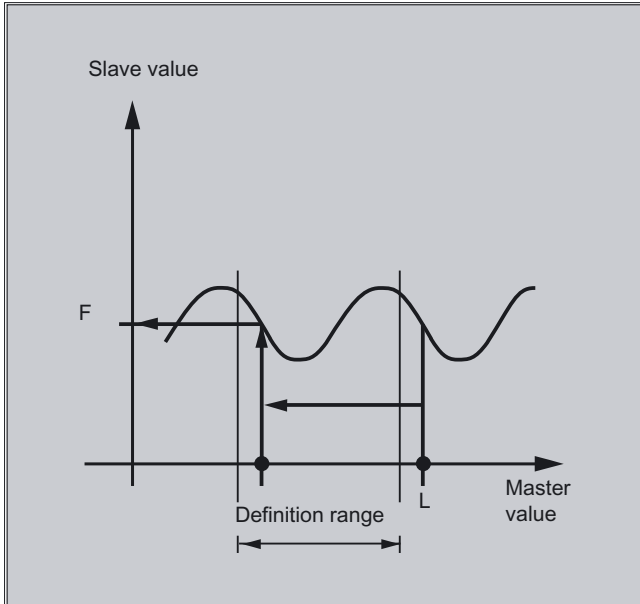 Slave value
F
L
Master
value
Definition range